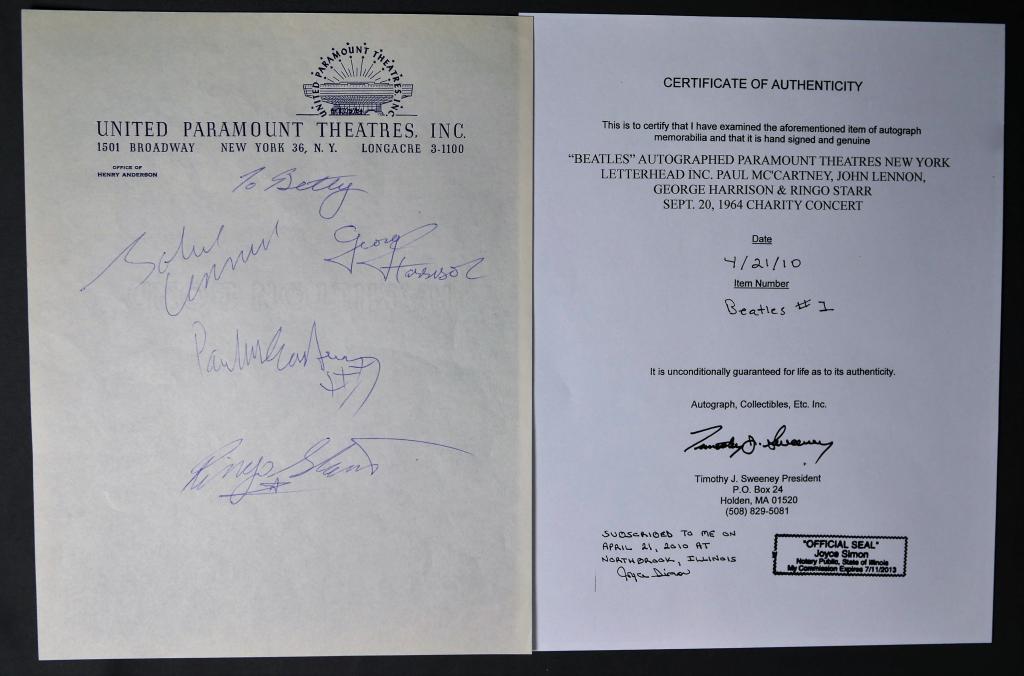 UNITED PARAMOUNT THEATRES, INC.
UNITED PARAMOUNT THEATRES, INC.
1501 BROADWAY NEW YORK 36, N. Y. LONGACRE 3-1100
OFFICE OF
HENRY ANDERSON
To Betty
John
Lennon
George
Harrison
Paul McCartney
Ringo Starr
CERTIFICATE OF AUTHENTICITY
This is to certify that I have examined the aforementioned item of autograph
memorabilia and that it is hand signed and genuine
"BEATLES" AUTOGRAPHED PARAMOUNT THEATRES NEW YORK
LETTERHEAD INC. PAUL MC'CARTNEY, JOHN LENNON,
GEORGE HARRISON & RINGO STARR
SEPT. 20, 1964 CHARITY CONCERT
Date
4/21/10
Item Number
Beatles #1
It is unconditionally guaranteed for life as to its authenticity.
Autograph, Collectibles, Etc. Inc.
Timothy J. Sweeney
Timothy J. Sweeney President
P.O. Box 24
Holden, MA 01520
(508) 829-5081
SUBSCRIBED TO ME ON
APRIL 21, 2010 AT
NORTHBROOK, ILLINOIS
Joyce Simon
"OFFICIAL SEAL"
Joyce Simon
Notary Public, State of Illinois
My Commission Expires 7/11/2013